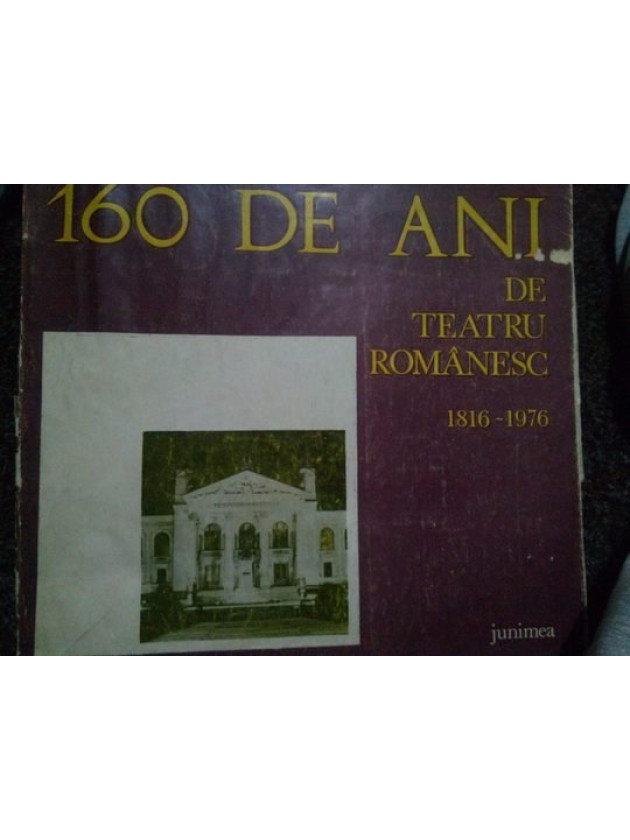 160 DE ANI
DE
TEATRU
ROMÂNESC
1816-1976
junimea